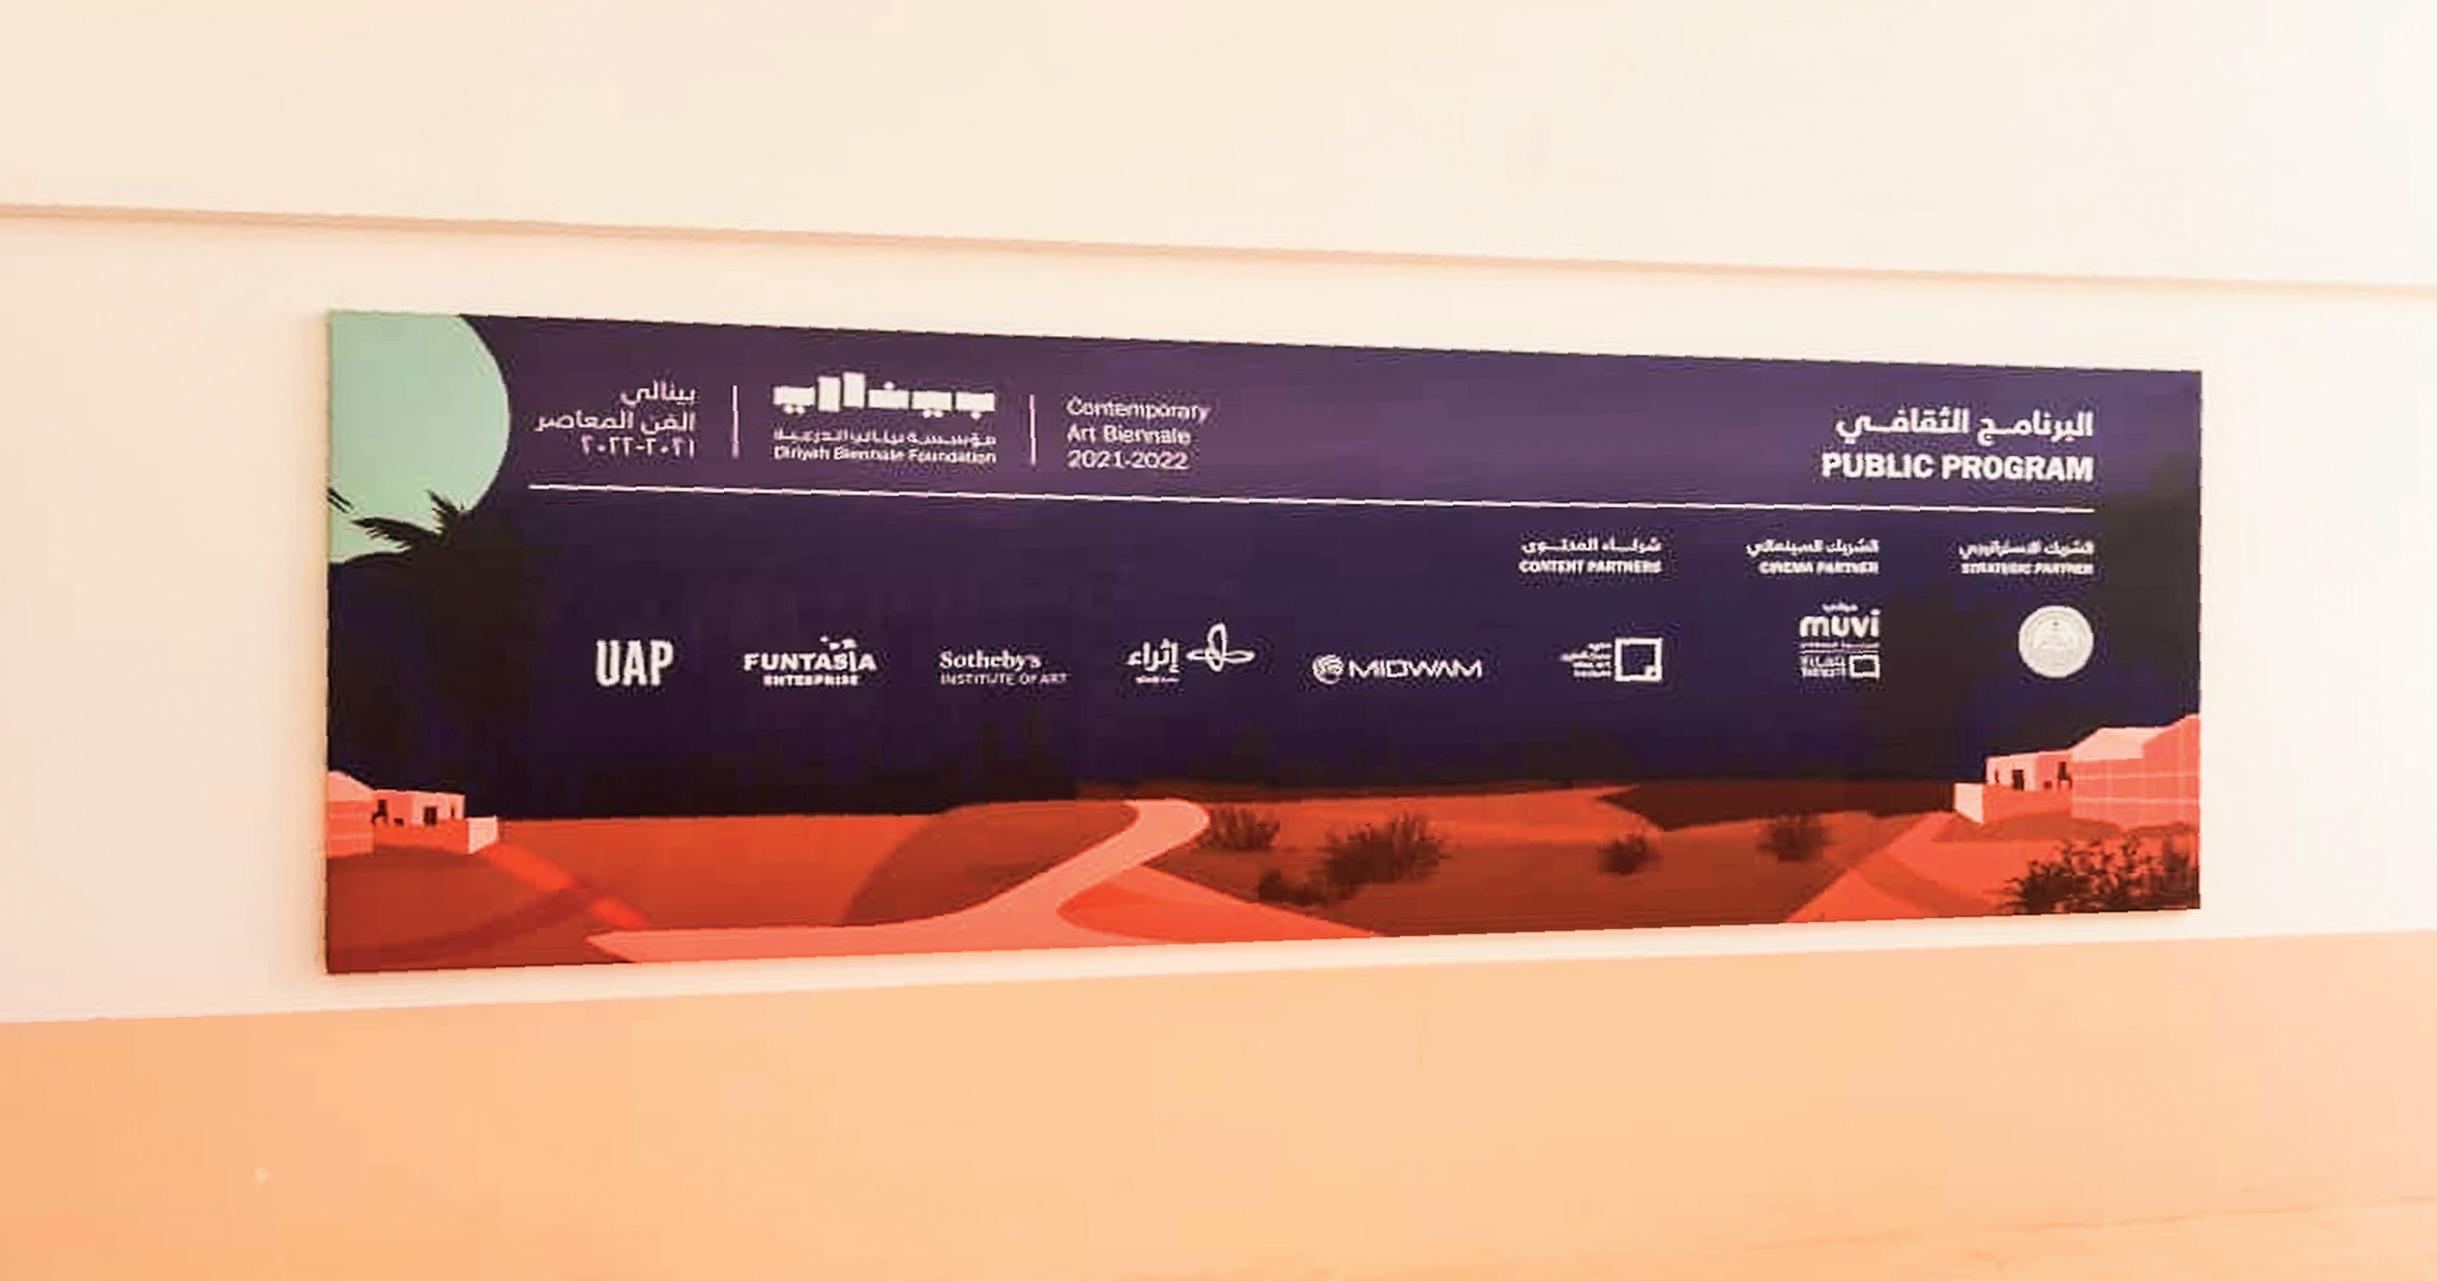 بينالي
الفن المعاصر
٢٠٢١-٢٠٢٢
بينالي
مؤسسة بينالي الدرعية
Diriyah Biennale Foundation
Contemporary
Art Biennale
2021-2022
البرنامج الثقافي
PUBLIC PROGRAM
شركاء المحتوى
CONTENT PARTNERS
الشريك السينمائي
CINEMA PARTNER
الشريك الاستراتيجي
STRATEGIC PARTNER
UAP
FUNTASIA
ENTERPRISE
Sotheby's
INSTITUTE OF ART
إثراء
MIDWAM
muvi